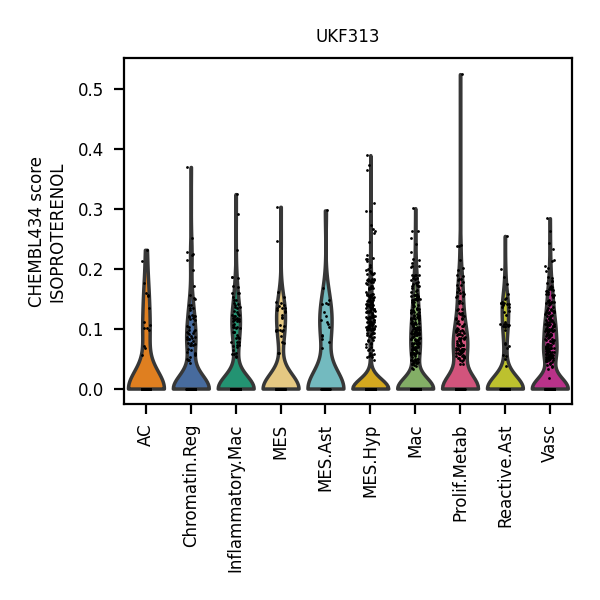 UKF313
CHEMBL434 score
ISOPROTERENOL
0.5
0.4
0.3
0.2
0.1
0.0
AC
Chromatin.Reg
Inflammatory.Mac
MES
MES.Ast
MES.Hyp
Mac
Prolif.Metab
Reactive.Ast
Vasc